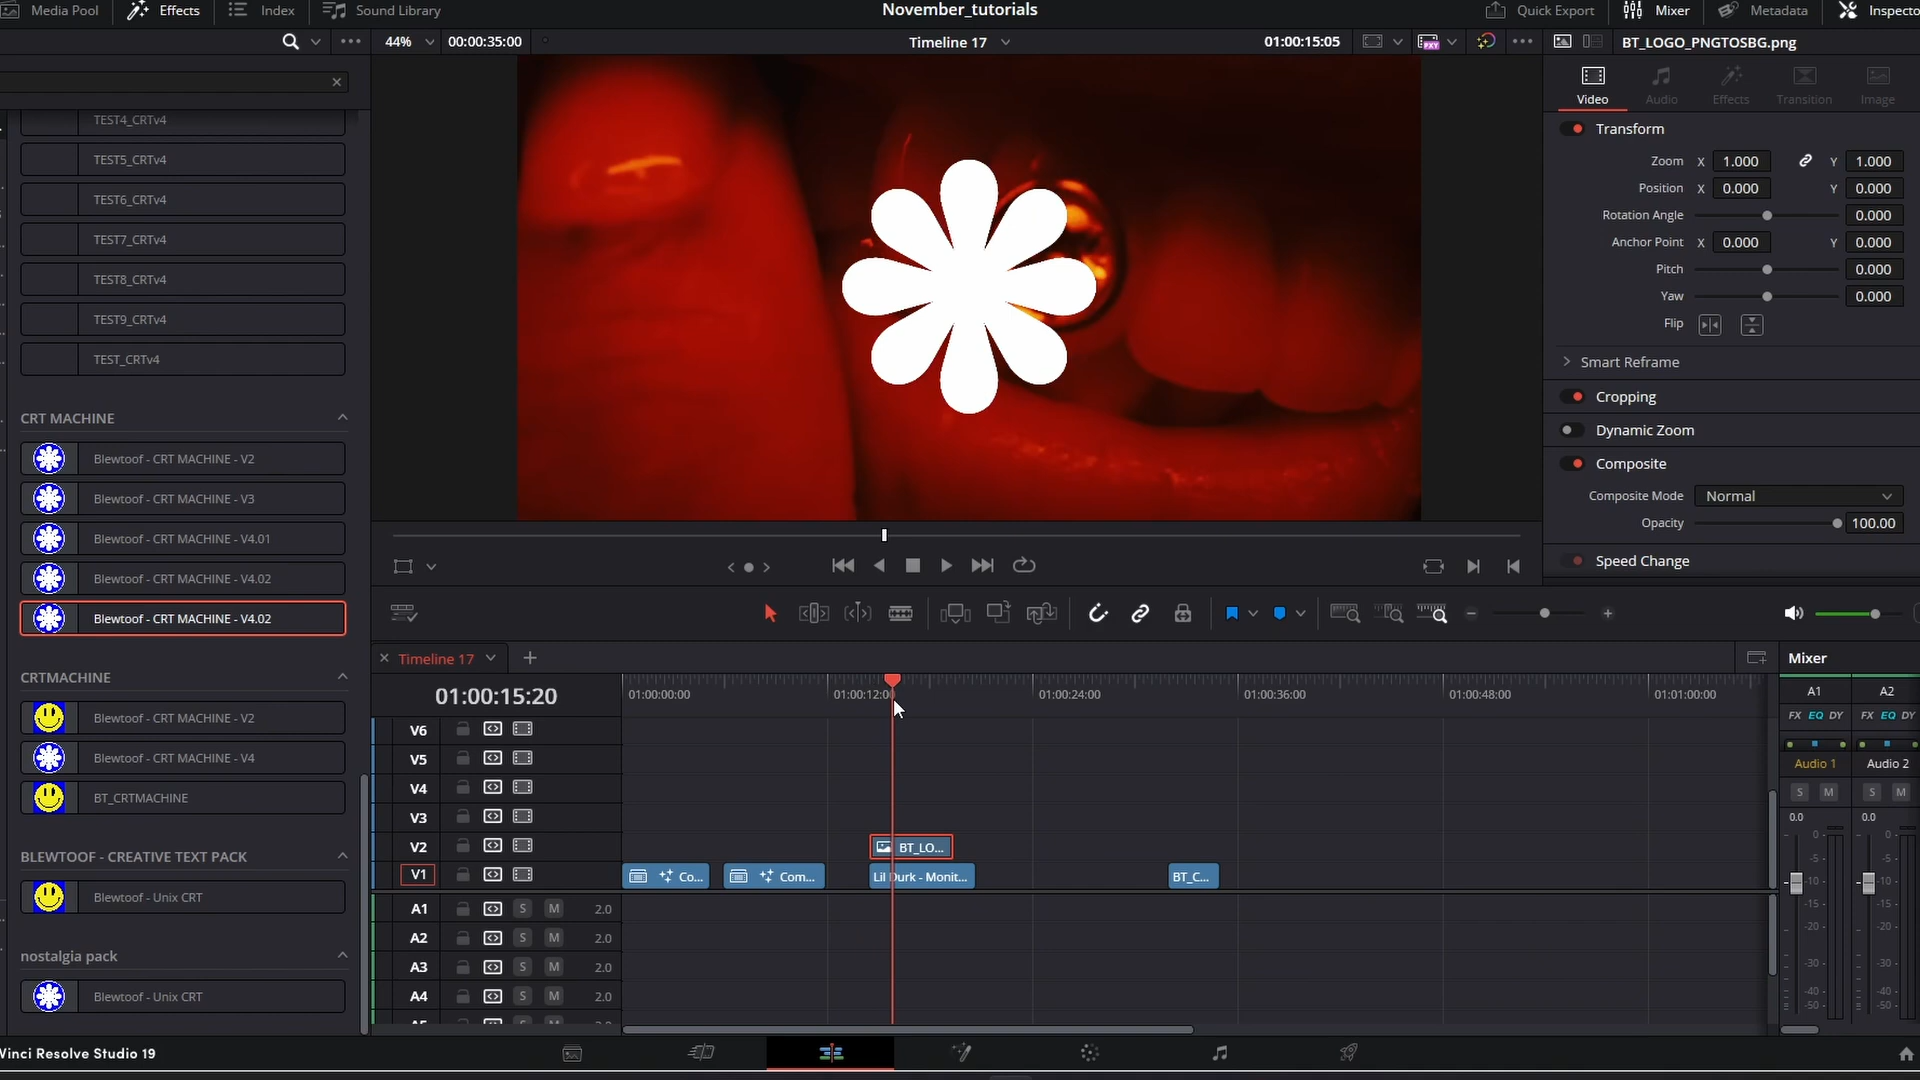 Media Pool
Effects
Index
Sound Library
November_tutorials
Quick Export
Mixer
Metadata
Inspecto
44%
00:00:35:00
Timeline 17
01:00:15:05
BT_LOGO_PNGTOSBG.png
Video
Audio
Effects
Transition
Image
Transform
Zoom X 1.000 Y 1.000
Position X 0.000 Y 0.000
Rotation Angle 0.000
Anchor Point X 0.000 Y 0.000
Pitch 0.000
Yaw 0.000
Flip
Smart Reframe
Cropping
Dynamic Zoom
Composite
Composite Mode Normal
Opacity 100.00
Speed Change
TEST4_CRTv4
TEST5_CRTv4
TEST6_CRTv4
TEST7_CRTv4
TEST8_CRTv4
TEST9_CRTv4
TEST_CRTv4
CRT MACHINE
Blewtoof - CRT MACHINE - V2
Blewtoof - CRT MACHINE - V3
Blewtoof - CRT MACHINE - V4.01
Blewtoof - CRT MACHINE - V4.02
Blewtoof - CRT MACHINE - V4.02
CRTMACHINE
Blewtoof - CRT MACHINE - V2
Blewtoof - CRT MACHINE - V4
BT_CRTMACHINE
BLEWTOOF - CREATIVE TEXT PACK
Blewtoof - Unix CRT
nostalgia pack
Blewtoof - Unix CRT
Timeline 17
01:00:15:20
01:00:00:00
01:00:12:00
01:00:24:00
01:00:36:00
01:00:48:00
01:01:00:00
V6
V5
V4
V3
V2
BT_LO...
V1
Co...
Com...
Lil Durk - Monit...
BT_C...
A1 S M 2.0
A2 S M 2.0
A3 S M 2.0
A4 S M 2.0
Mixer
A1 A2
FX EQ DY FX EQ DY
Audio 1 Audio 2
S M S M
0.0 0.0
0 0
-5 -5
-10 -10
-15 -15
-20 -20
-30 -30
-40 -40
-50 -50
Vinci Resolve Studio 19